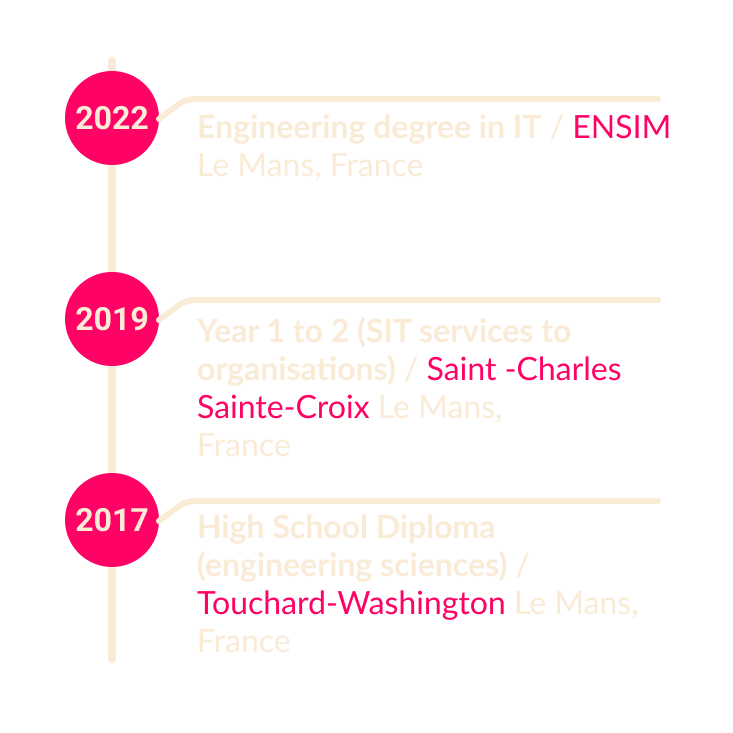 2022
Engineering degree in IT / ENSIM
Le Mans, France
2019
Year 1 to 2 (SIT services to
organisations) / Saint -Charles
Sainte-Croix Le Mans,
France
2017
High School Diploma
(engineering sciences) /
Touchard-Washington Le Mans,
France